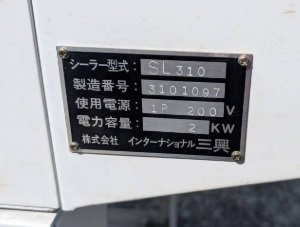 シーラー型式: SL310
製造番号: 3101097
使用電源: 1P 200 V
電力容量: 2 KW
株式会社 インターナショナル三興